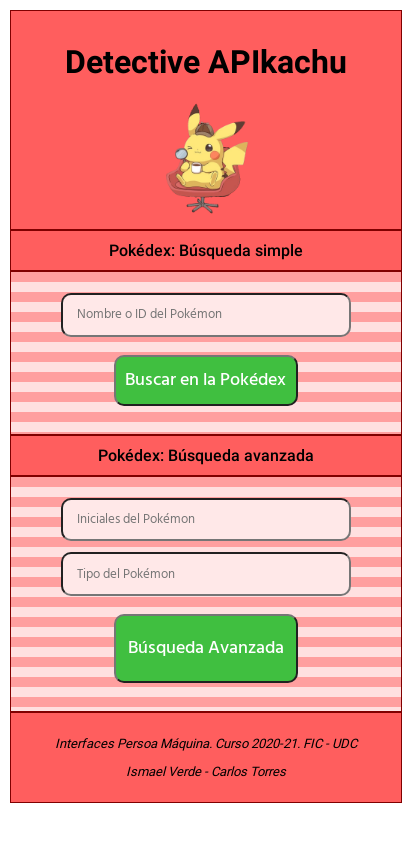 Detective APIkachu
Pokédex: Búsqueda simple
Nombre o ID del Pokémon
Buscar en la Pokédex
Pokédex: Búsqueda avanzada
Iniciales del Pokémon
Tipo del Pokémon
Búsqueda Avanzada
Interfaces Persoa Máquina. Curso 2020-21. FIC - UDC
Ismael Verde - Carlos Torres